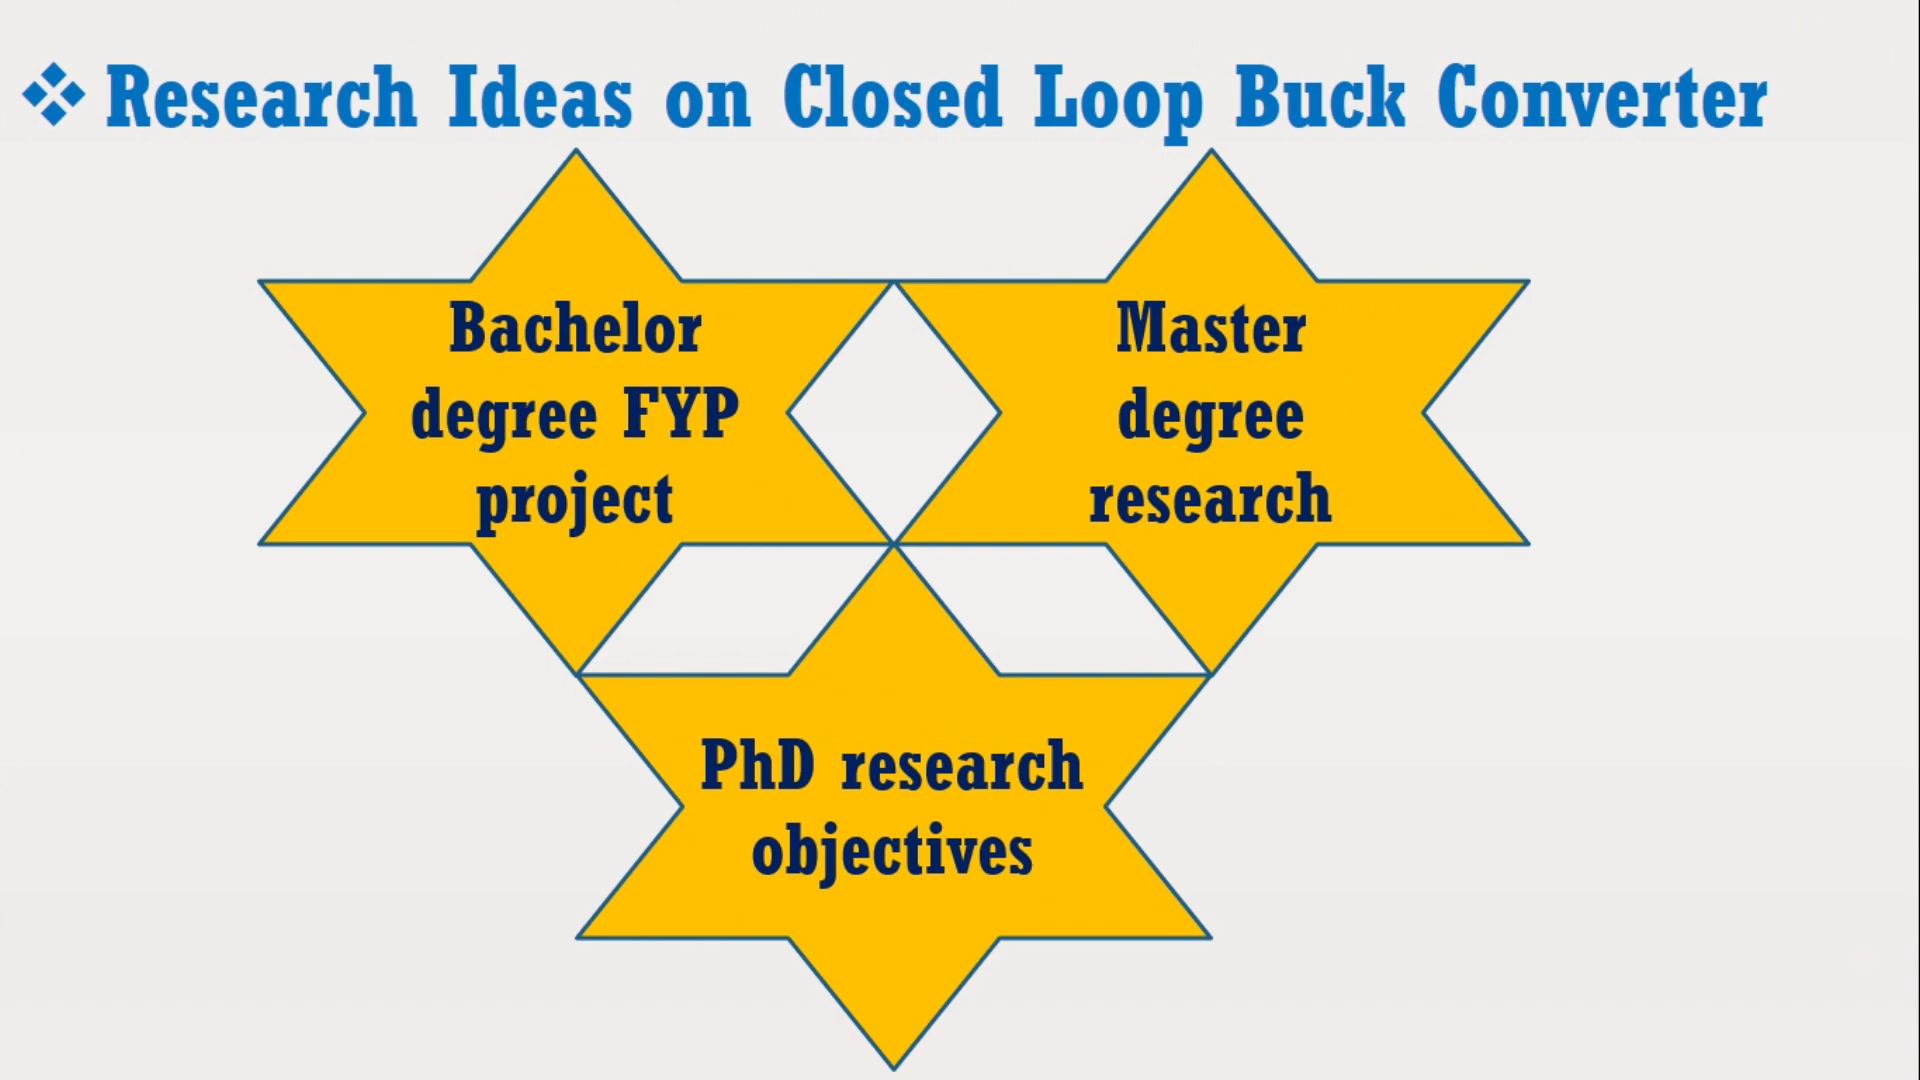 Research Ideas on Closed Loop Buck Converter
Bachelor
degree FYP
project
Master
degree
research
PhD research
objectives